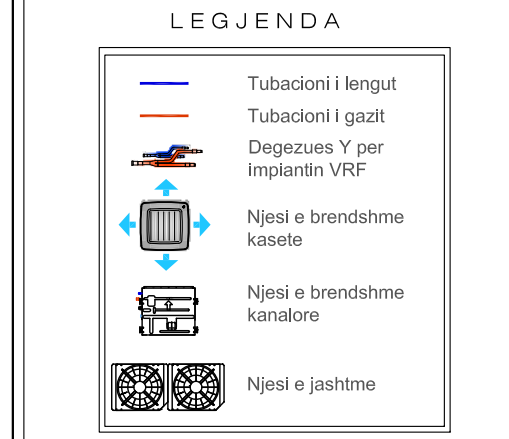 LEGJENDA
Tubacioni i lengut
Tubacioni i gazit
Degezues Y per
impiantin VRF
Njesi e brendshme
kasete
Njesi e brendshme
kanalore
Njesi e jashtme